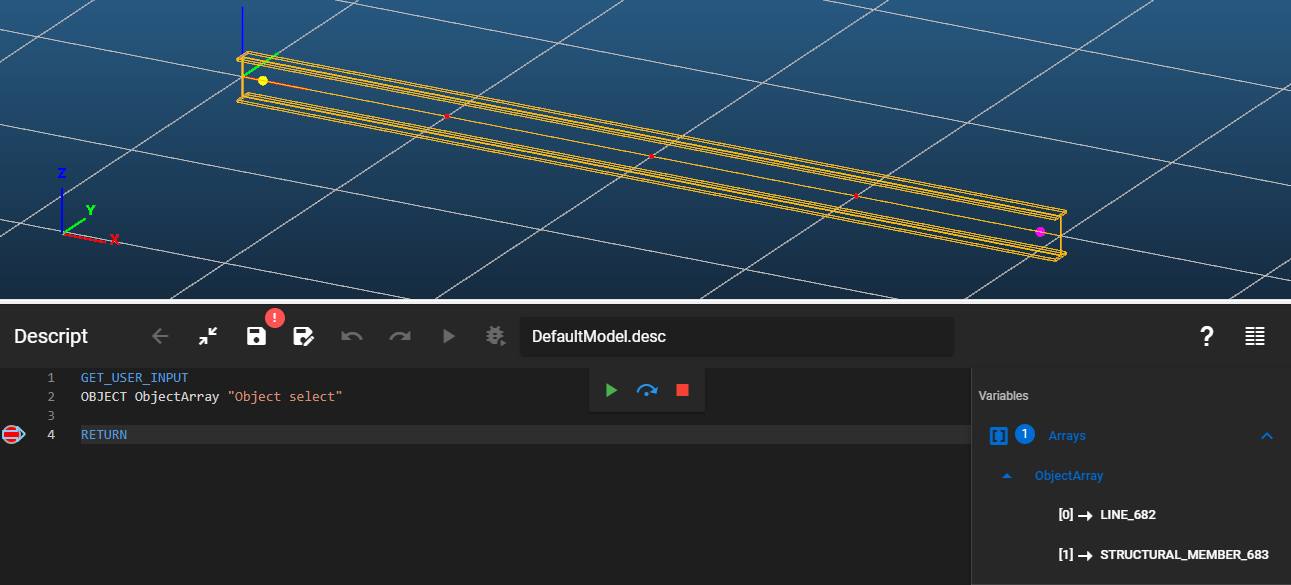 Z
Y
X
Descript
!
DefaultModel.desc
?
1 GET_USER_INPUT
2 OBJECT ObjectArray "Object select"
3
4 RETURN
Variables
[] 1 Arrays
ObjectArray
[0] → LINE_682
[1] → STRUCTURAL_MEMBER_683